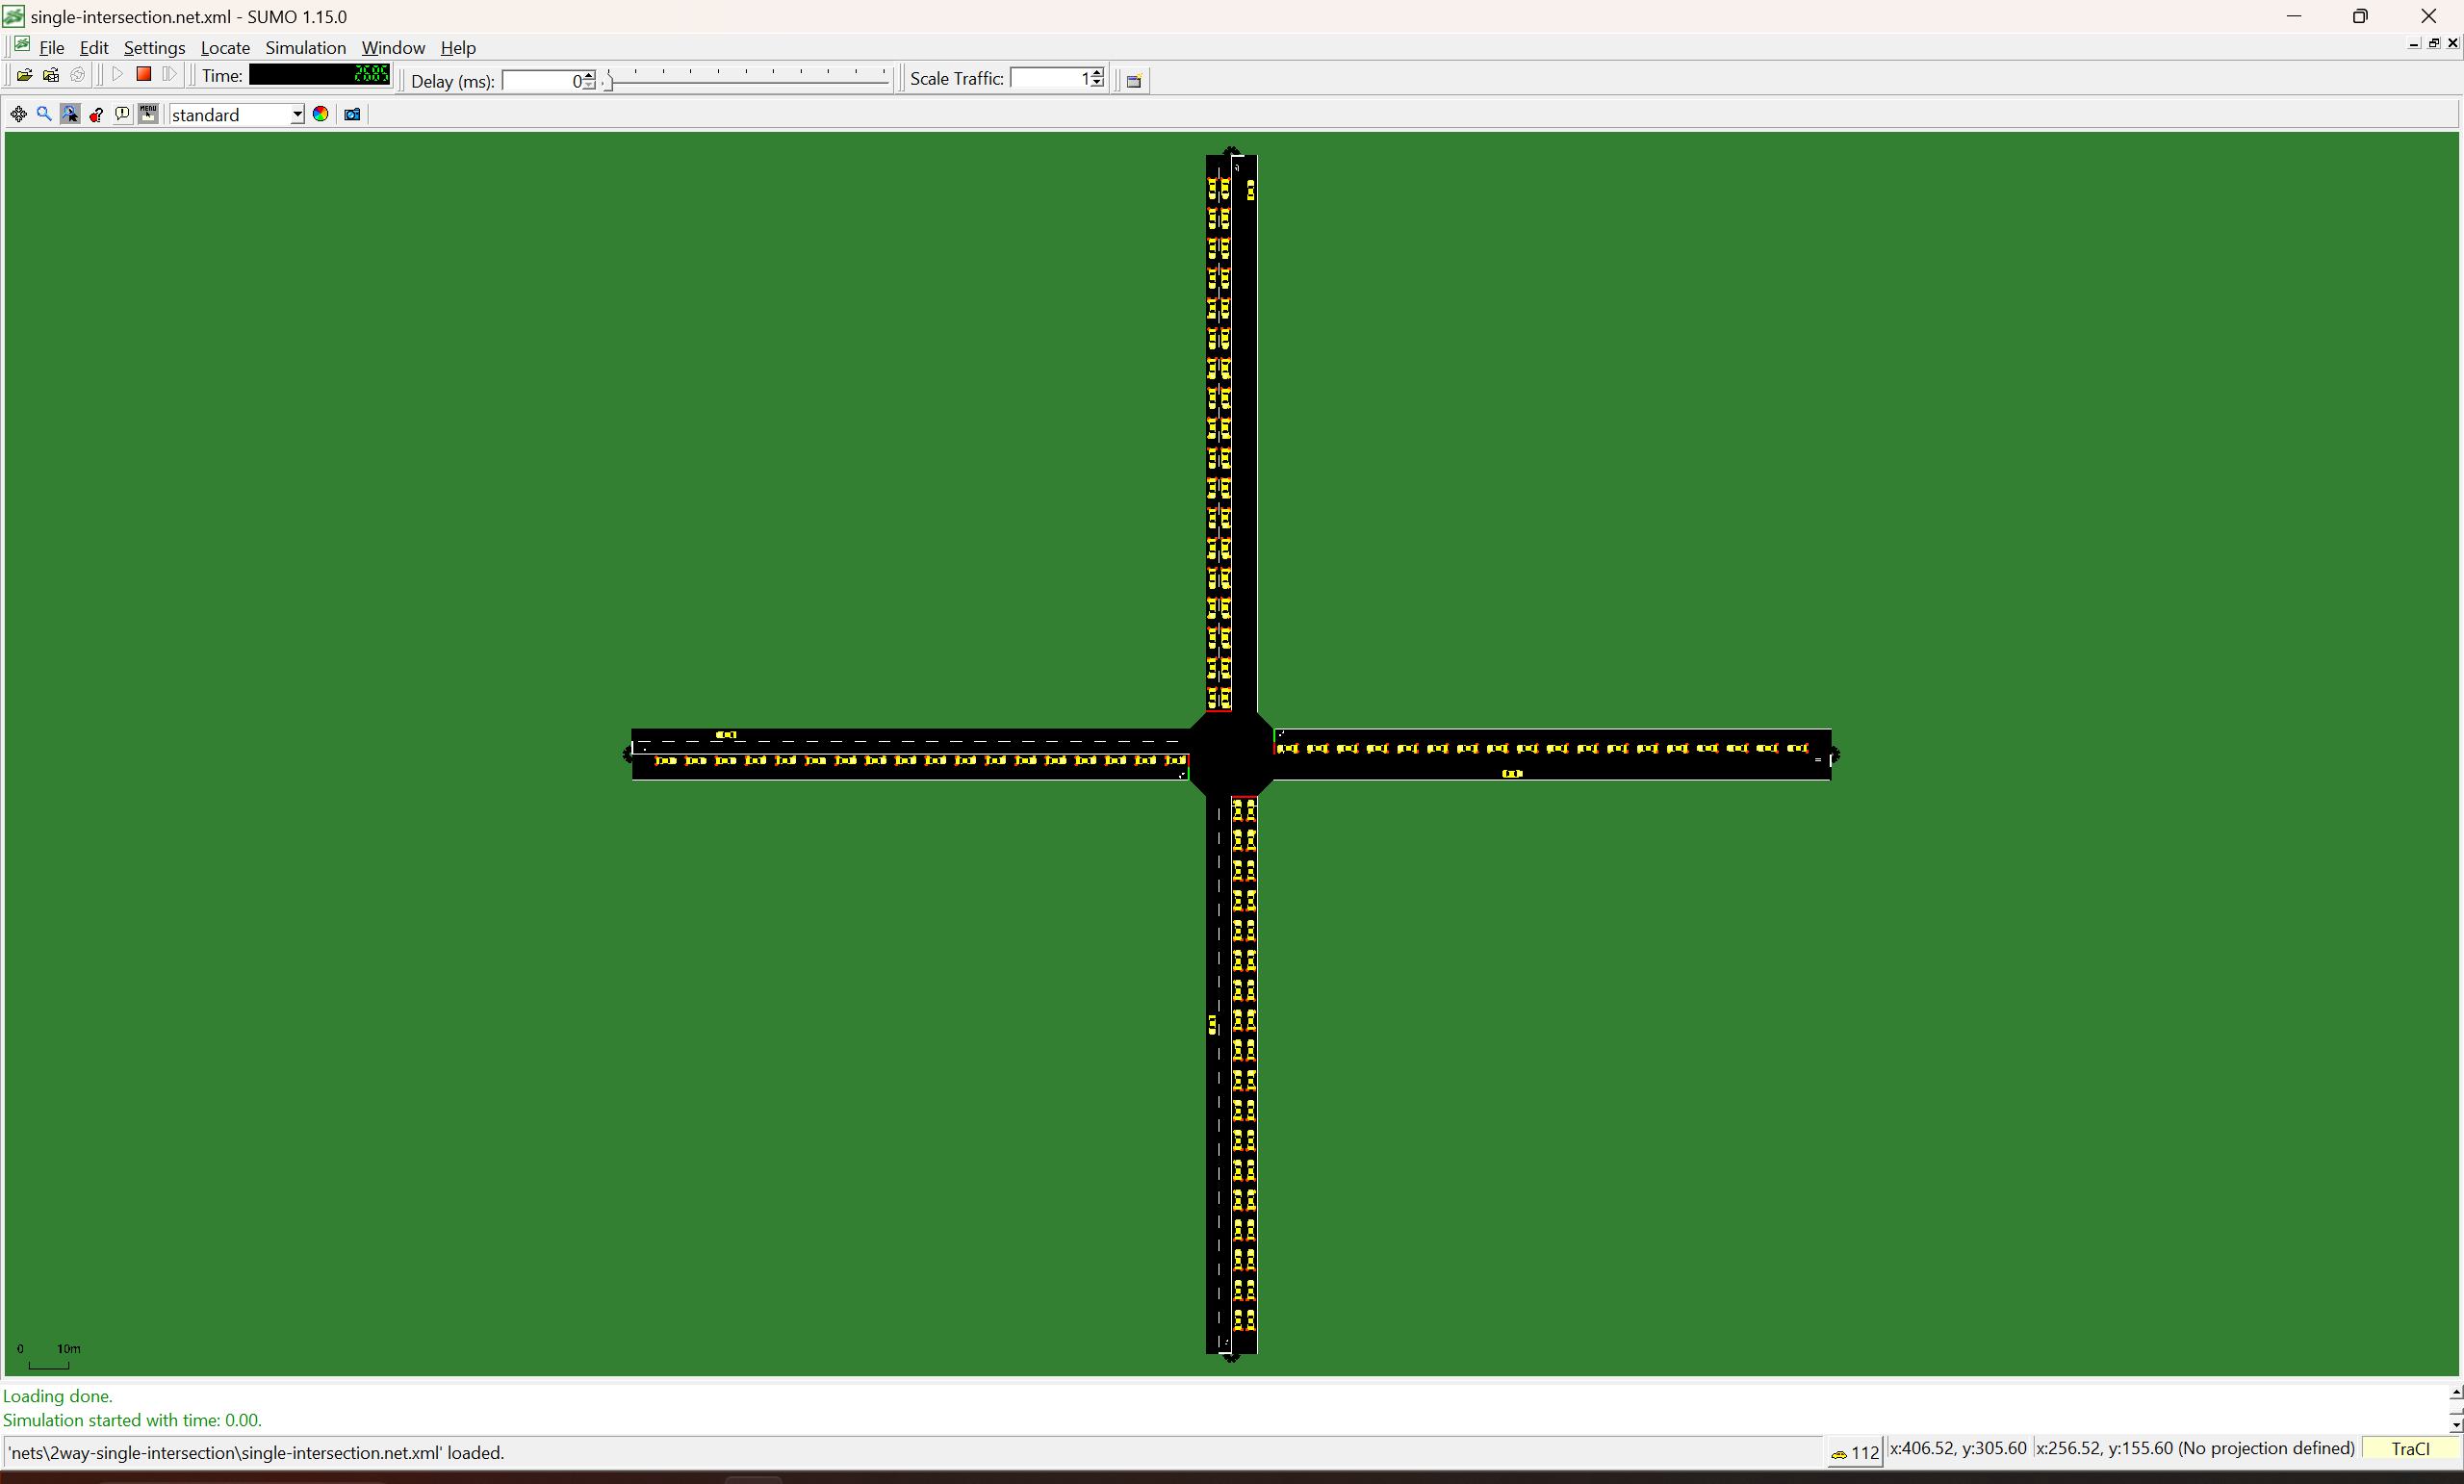 single-intersection.net.xml - SUMO 1.15.0
File Edit Settings Locate Simulation Window Help
Time: 2685 Delay (ms): 0 Scale Traffic: 1
MENU standard
0 10m
Loading done.
Simulation started with time: 0.00.
'nets\2way-single-intersection\single-intersection.net.xml' loaded. 112 x:406.52, y:305.60 x:256.52, y:155.60 (No projection defined) TraCI